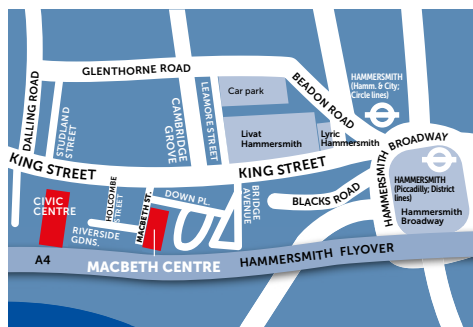 GLENTHORNE ROAD
DALLING ROAD
STUDLAND
STREET
CAMBRIDGE
GROVE
LEAMORE STREET
Car park
BEADON ROAD
HAMMERSMITH
(Hamm. & City;
Circle lines)
Livat
Hammersmith
Lyric
Hammersmith
HAMMERSMITH BROADWAY
KING STREET
KING STREET
HAMMERSMITH
(Piccadilly; District
lines)
Hammersmith
Broadway
CIVIC
CENTRE
HOLCOMBE
STREET
MACBETH ST.
DOWN PL.
BRIDGE
AVENUE
BLACKS ROAD
RIVERSIDE
GDNS.
A4
MACBETH CENTRE
HAMMERSMITH FLYOVER